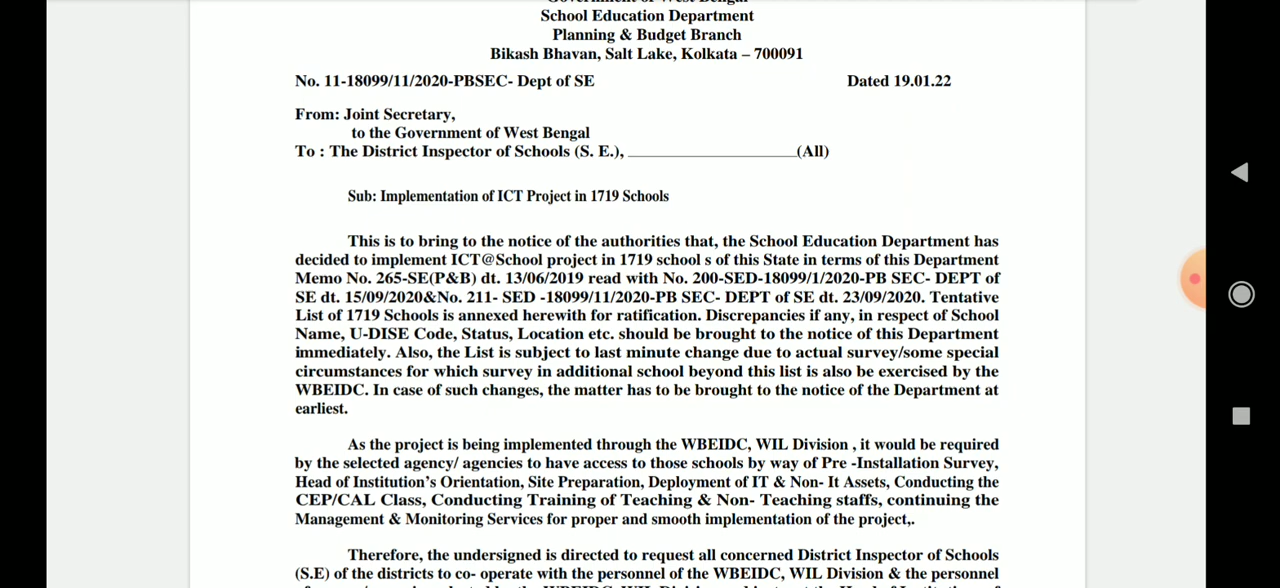 School Education Department
Planning & Budget Branch
Bikash Bhavan, Salt Lake, Kolkata – 700091
No. 11-18099/11/2020-PBSEC- Dept of SE Dated 19.01.22
From: Joint Secretary,
to the Government of West Bengal
To : The District Inspector of Schools (S. E.), ______________________(All)
Sub: Implementation of ICT Project in 1719 Schools
This is to bring to the notice of the authorities that, the School Education Department has
decided to implement ICT@School project in 1719 school s of this State in terms of this Department
Memo No. 265-SE(P&B) dt. 13/06/2019 read with No. 200-SED-18099/1/2020-PB SEC- DEPT of
SE dt. 15/09/2020&No. 211- SED -18099/11/2020-PB SEC- DEPT of SE dt. 23/09/2020. Tentative
List of 1719 Schools is annexed herewith for ratification. Discrepancies if any, in respect of School
Name, U-DISE Code, Status, Location etc. should be brought to the notice of this Department
immediately. Also, the List is subject to last minute change due to actual survey/some special
circumstances for which survey in additional school beyond this list is also be exercised by the
WBEIDC. In case of such changes, the matter has to be brought to the notice of the Department at
earliest.
As the project is being implemented through the WBEIDC, WIL Division , it would be required
by the selected agency/ agencies to have access to those schools by way of Pre -Installation Survey,
Head of Institution's Orientation, Site Preparation, Deployment of IT & Non- It Assets, Conducting the
CEP/CAL Class, Conducting Training of Teaching & Non- Teaching staffs, continuing the
Management & Monitoring Services for proper and smooth implementation of the project,.
Therefore, the undersigned is directed to request all concerned District Inspector of Schools
(S.E) of the districts to co- operate with the personnel of the WBEIDC, WIL Division & the personnel